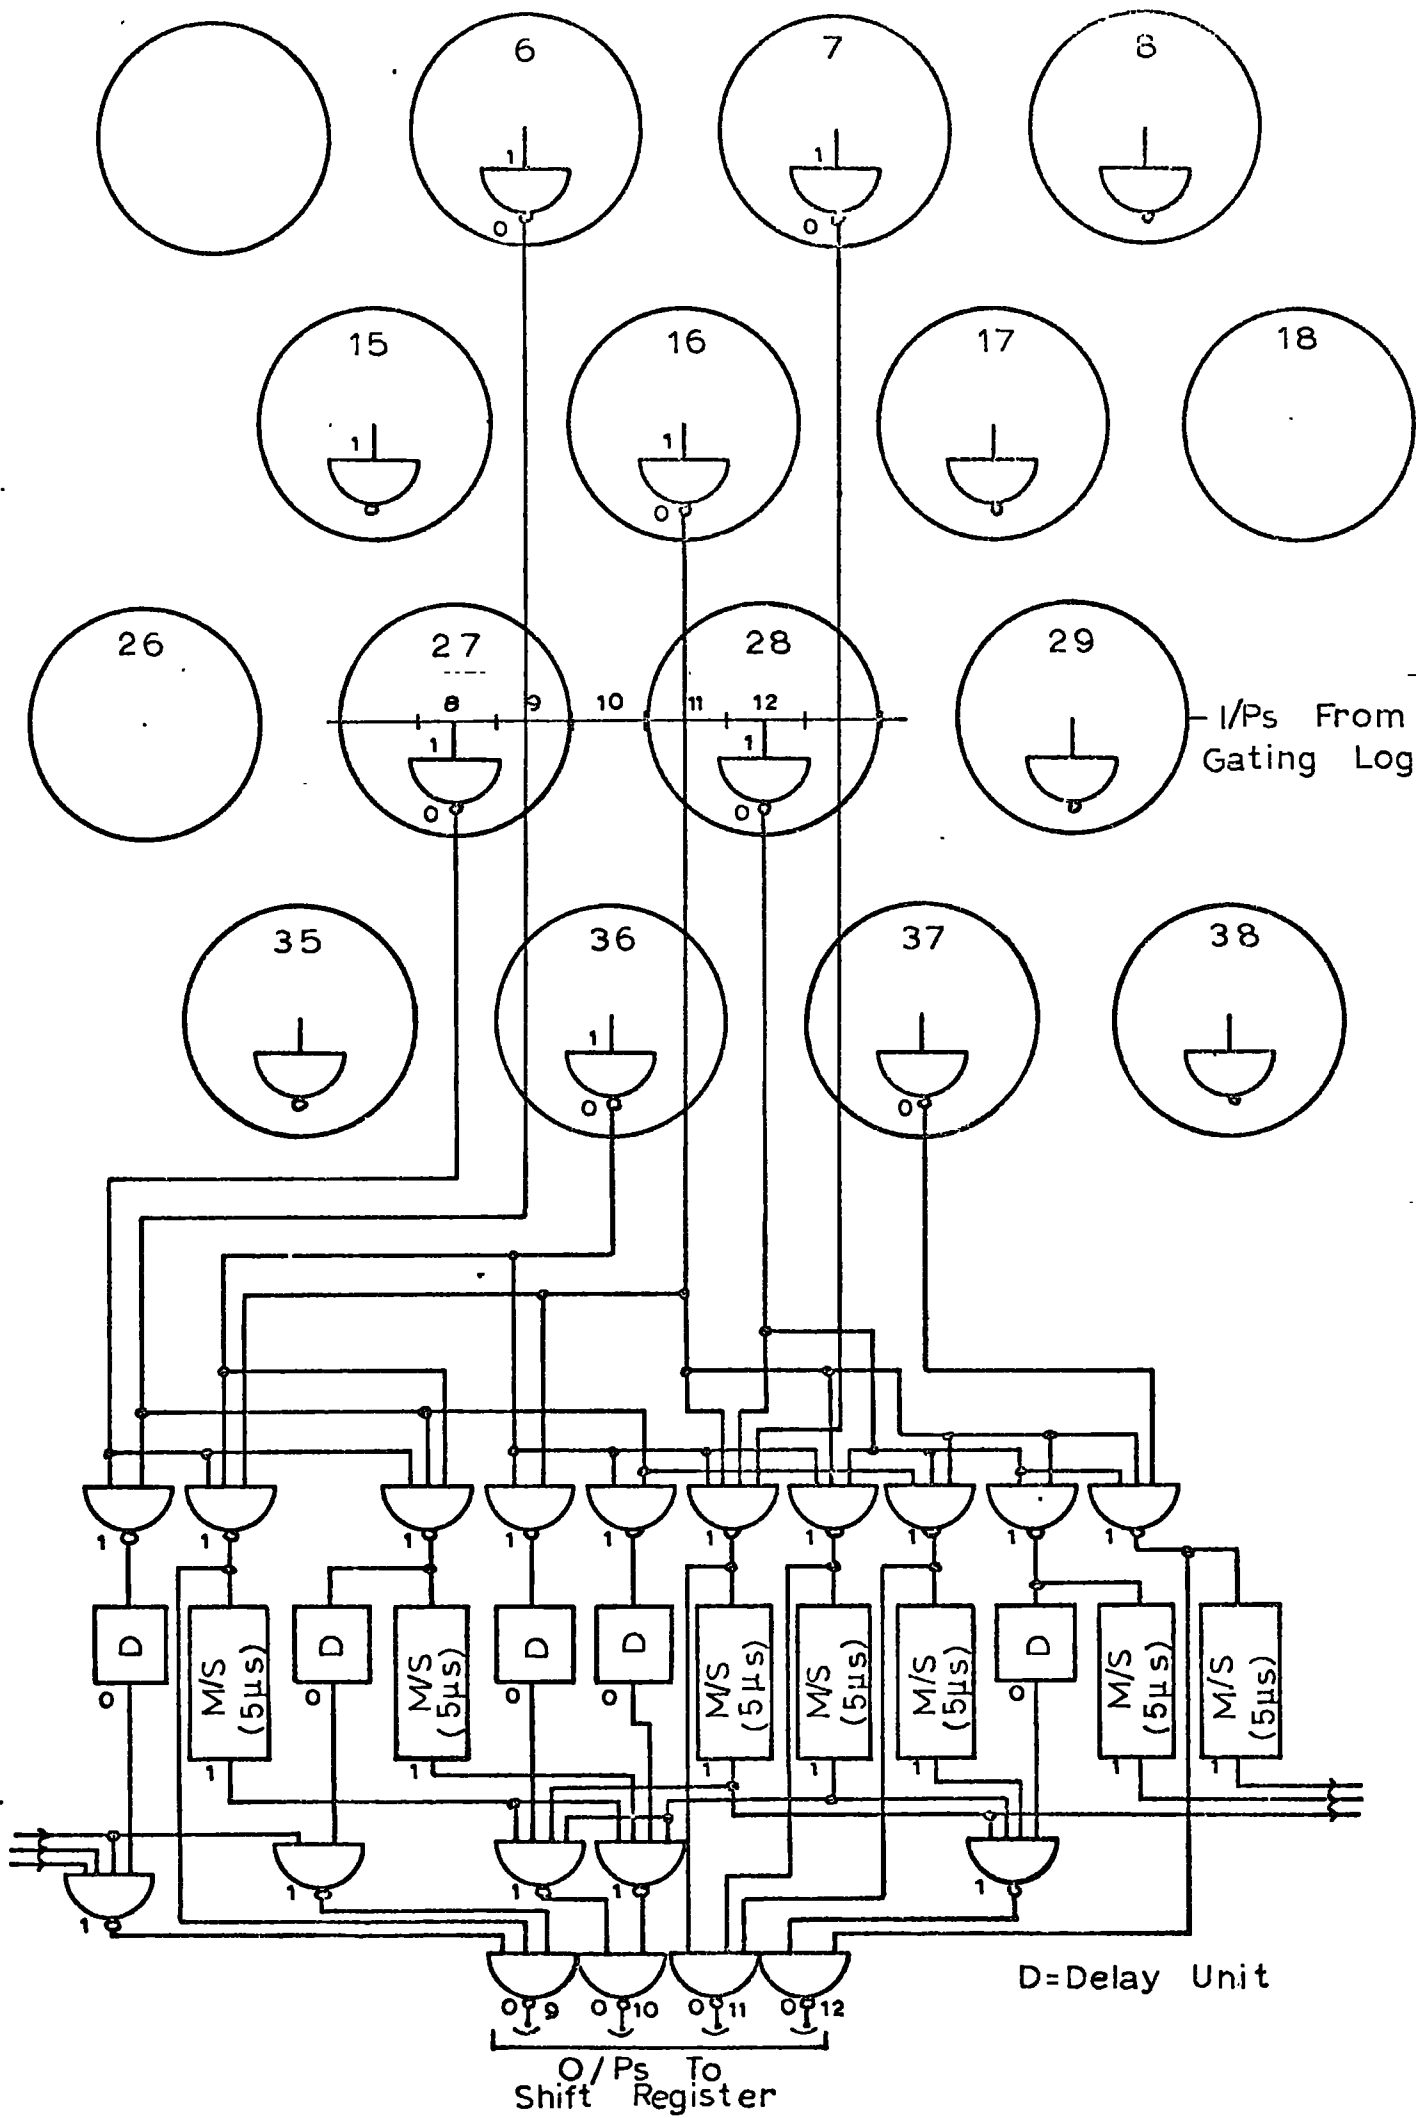 6 7 8
1 1
0 0
15 16 17 18
1 1
0
26 27 28 29
8 9 10 11 12
1 1
I/Ps From
Gating Log
0 0
35 36 37 38
1
0 0
1 1 1 1 1 1 1 1 1 1
D M/S (5μs) D M/S (5μs) D D M/S (5μs) M/S (5μs) M/S (5μs) D M/S (5μs) M/S (5μs)
0 0 0 0 0
1 1 1 1 1 1 1
1 1 1 1 1
D=Delay Unit
0 9 0 10 0 11 0 12
O/Ps To
Shift Register